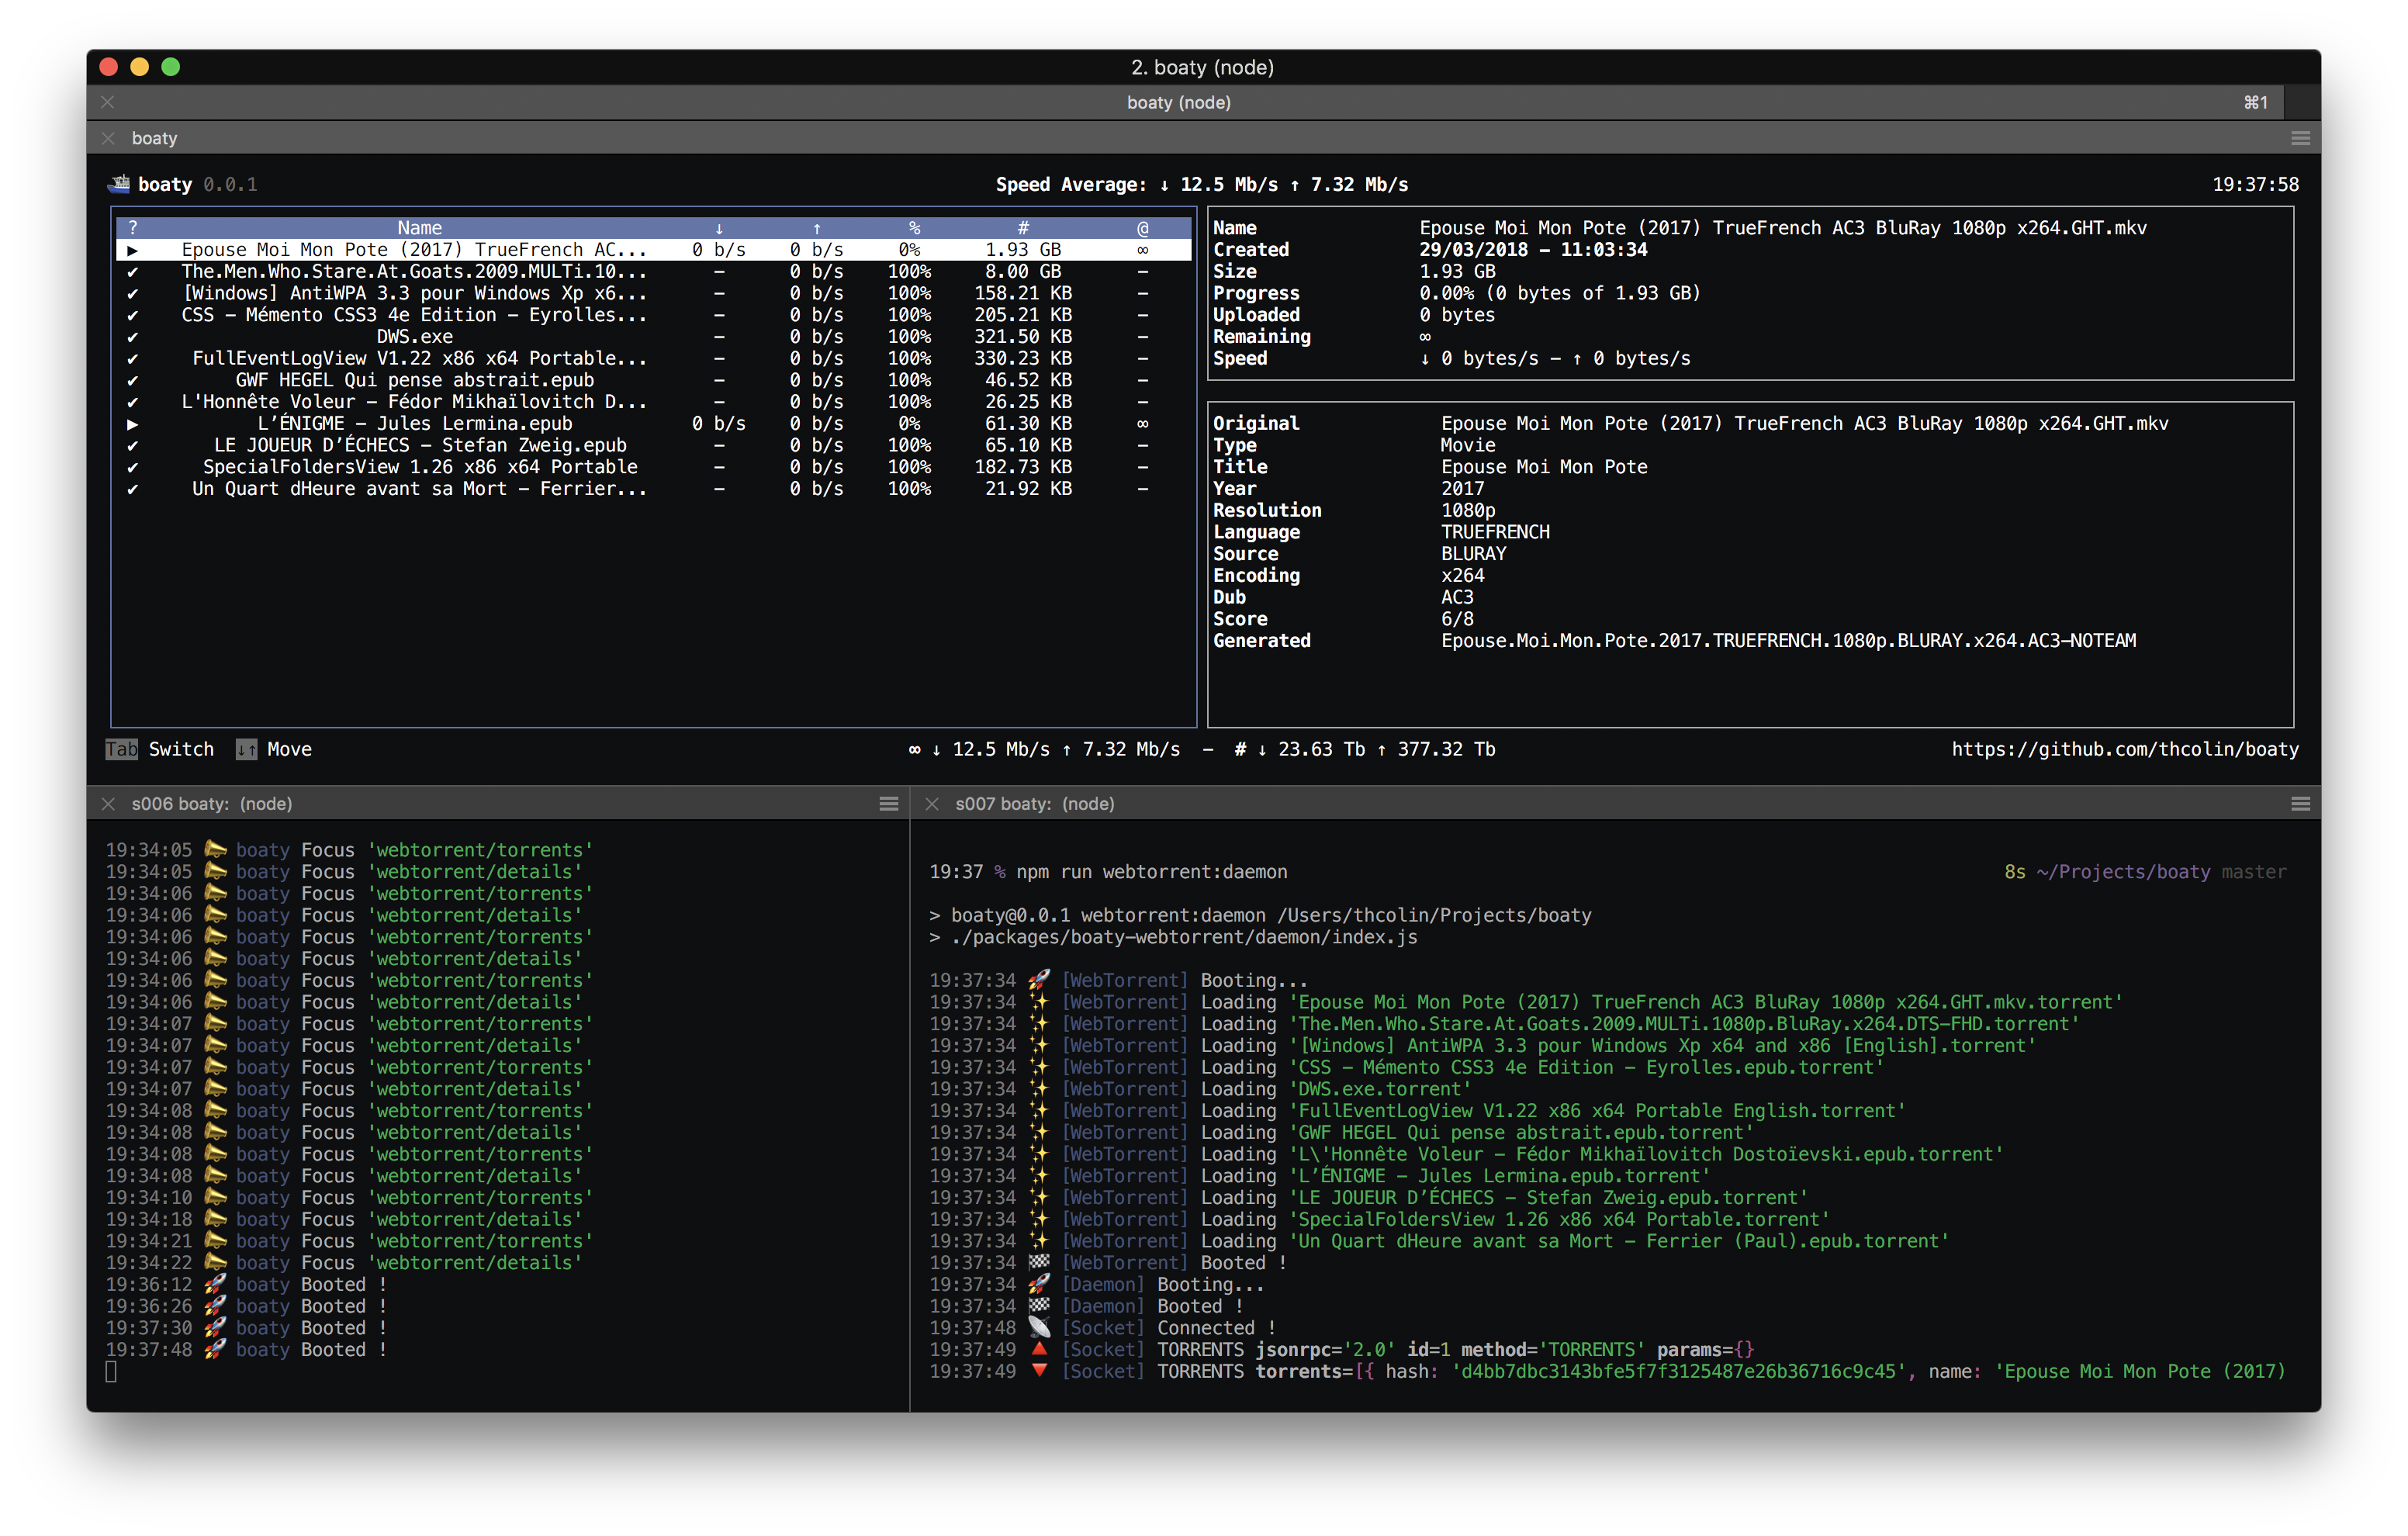 2. boaty (node)
boaty (node) ⌘1
boaty
boaty 0.0.1 Speed Average: ↓ 12.5 Mb/s ↑ 7.32 Mb/s 19:37:58
? Name ↓ ↑ % # @
▶ Epouse Moi Mon Pote (2017) TrueFrench AC... 0 b/s 0 b/s 0% 1.93 GB ∞
✔ The.Men.Who.Stare.At.Goats.2009.MULTi.10... – 0 b/s 100% 8.00 GB –
✔ [Windows] AntiWPA 3.3 pour Windows Xp x6... – 0 b/s 100% 158.21 KB –
✔ CSS – Mémento CSS3 4e Edition – Eyrolles... – 0 b/s 100% 205.21 KB –
✔ DWS.exe – 0 b/s 100% 321.50 KB –
✔ FullEventLogView V1.22 x86 x64 Portable... – 0 b/s 100% 330.23 KB –
✔ GWF HEGEL Qui pense abstrait.epub – 0 b/s 100% 46.52 KB –
✔ L'Honnête Voleur – Fédor Mikhaïlovitch D... – 0 b/s 100% 26.25 KB –
▶ L’ÉNIGME – Jules Lermina.epub 0 b/s 0 b/s 0% 61.30 KB ∞
✔ LE JOUEUR D’ÉCHECS – Stefan Zweig.epub – 0 b/s 100% 65.10 KB –
✔ SpecialFoldersView 1.26 x86 x64 Portable – 0 b/s 100% 182.73 KB –
✔ Un Quart dHeure avant sa Mort – Ferrier... – 0 b/s 100% 21.92 KB –
Name Epouse Moi Mon Pote (2017) TrueFrench AC3 BluRay 1080p x264.GHT.mkv
Created 29/03/2018 – 11:03:34
Size 1.93 GB
Progress 0.00% (0 bytes of 1.93 GB)
Uploaded 0 bytes
Remaining ∞
Speed ↓ 0 bytes/s – ↑ 0 bytes/s
Original Epouse Moi Mon Pote (2017) TrueFrench AC3 BluRay 1080p x264.GHT.mkv
Type Movie
Title Epouse Moi Mon Pote
Year 2017
Resolution 1080p
Language TRUEFRENCH
Source BLURAY
Encoding x264
Dub AC3
Score 6/8
Generated Epouse.Moi.Mon.Pote.2017.TRUEFRENCH.1080p.BLURAY.x264.AC3-NOTEAM
Tab Switch ↓↑ Move ∞ ↓ 12.5 Mb/s ↑ 7.32 Mb/s – # ↓ 23.63 Tb ↑ 377.32 Tb https://github.com/thcolin/boaty
s006 boaty: (node)
19:34:05 boaty Focus 'webtorrent/torrents'
19:34:05 boaty Focus 'webtorrent/details'
19:34:06 boaty Focus 'webtorrent/torrents'
19:34:06 boaty Focus 'webtorrent/details'
19:34:06 boaty Focus 'webtorrent/torrents'
19:34:06 boaty Focus 'webtorrent/details'
19:34:06 boaty Focus 'webtorrent/torrents'
19:34:06 boaty Focus 'webtorrent/details'
19:34:07 boaty Focus 'webtorrent/torrents'
19:34:07 boaty Focus 'webtorrent/details'
19:34:07 boaty Focus 'webtorrent/torrents'
19:34:07 boaty Focus 'webtorrent/details'
19:34:08 boaty Focus 'webtorrent/torrents'
19:34:08 boaty Focus 'webtorrent/details'
19:34:08 boaty Focus 'webtorrent/torrents'
19:34:08 boaty Focus 'webtorrent/details'
19:34:10 boaty Focus 'webtorrent/torrents'
19:34:18 boaty Focus 'webtorrent/details'
19:34:21 boaty Focus 'webtorrent/torrents'
19:34:22 boaty Focus 'webtorrent/details'
19:36:12 boaty Booted !
19:36:26 boaty Booted !
19:37:30 boaty Booted !
19:37:48 boaty Booted !
s007 boaty: (node)
19:37 % npm run webtorrent:daemon 8s ~/Projects/boaty master
> boaty@0.0.1 webtorrent:daemon /Users/thcolin/Projects/boaty
> ./packages/boaty-webtorrent/daemon/index.js
19:37:34 [WebTorrent] Booting...
19:37:34 [WebTorrent] Loading 'Epouse Moi Mon Pote (2017) TrueFrench AC3 BluRay 1080p x264.GHT.mkv.torrent'
19:37:34 [WebTorrent] Loading 'The.Men.Who.Stare.At.Goats.2009.MULTi.1080p.BluRay.x264.DTS-FHD.torrent'
19:37:34 [WebTorrent] Loading '[Windows] AntiWPA 3.3 pour Windows Xp x64 and x86 [English].torrent'
19:37:34 [WebTorrent] Loading 'CSS – Mémento CSS3 4e Edition – Eyrolles.epub.torrent'
19:37:34 [WebTorrent] Loading 'DWS.exe.torrent'
19:37:34 [WebTorrent] Loading 'FullEventLogView V1.22 x86 x64 Portable English.torrent'
19:37:34 [WebTorrent] Loading 'GWF HEGEL Qui pense abstrait.epub.torrent'
19:37:34 [WebTorrent] Loading 'L\'Honnête Voleur – Fédor Mikhaïlovitch Dostoïevski.epub.torrent'
19:37:34 [WebTorrent] Loading 'L’ÉNIGME – Jules Lermina.epub.torrent'
19:37:34 [WebTorrent] Loading 'LE JOUEUR D’ÉCHECS – Stefan Zweig.epub.torrent'
19:37:34 [WebTorrent] Loading 'SpecialFoldersView 1.26 x86 x64 Portable.torrent'
19:37:34 [WebTorrent] Loading 'Un Quart dHeure avant sa Mort – Ferrier (Paul).epub.torrent'
19:37:34 [WebTorrent] Booted !
19:37:34 [Daemon] Booting...
19:37:34 [Daemon] Booted !
19:37:48 [Socket] Connected !
19:37:49 [Socket] TORRENTS jsonrpc='2.0' id=1 method='TORRENTS' params={}
19:37:49 [Socket] TORRENTS torrents=[{ hash: 'd4bb7dbc3143bfe5f7f3125487e26b36716c9c45', name: 'Epouse Moi Mon Pote (2017)